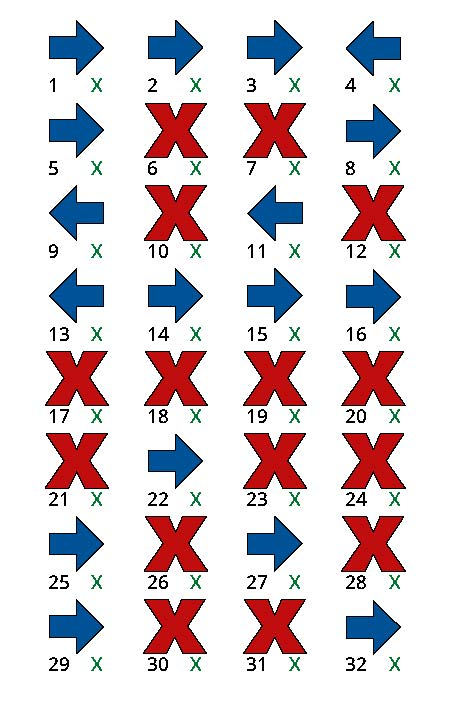 1 X 2 X 3 X 4 X
5 X 6 X 7 X 8 X
9 X 10 X 11 X 12 X
13 X 14 X 15 X 16 X
17 X 18 X 19 X 20 X
21 X 22 X 23 X 24 X
25 X 26 X 27 X 28 X
29 X 30 X 31 X 32 X